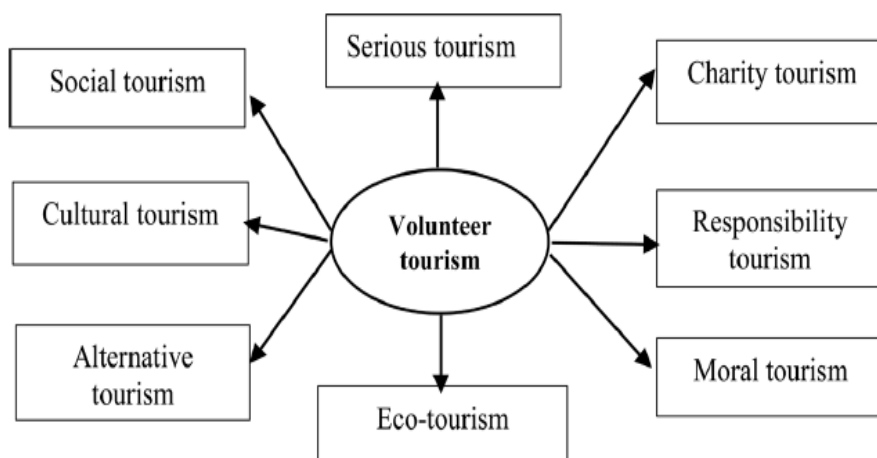 Serious tourism
Social tourism
Charity tourism
Cultural tourism
Volunteer
tourism
Responsibility
tourism
Alternative
tourism
Moral tourism
Eco-tourism